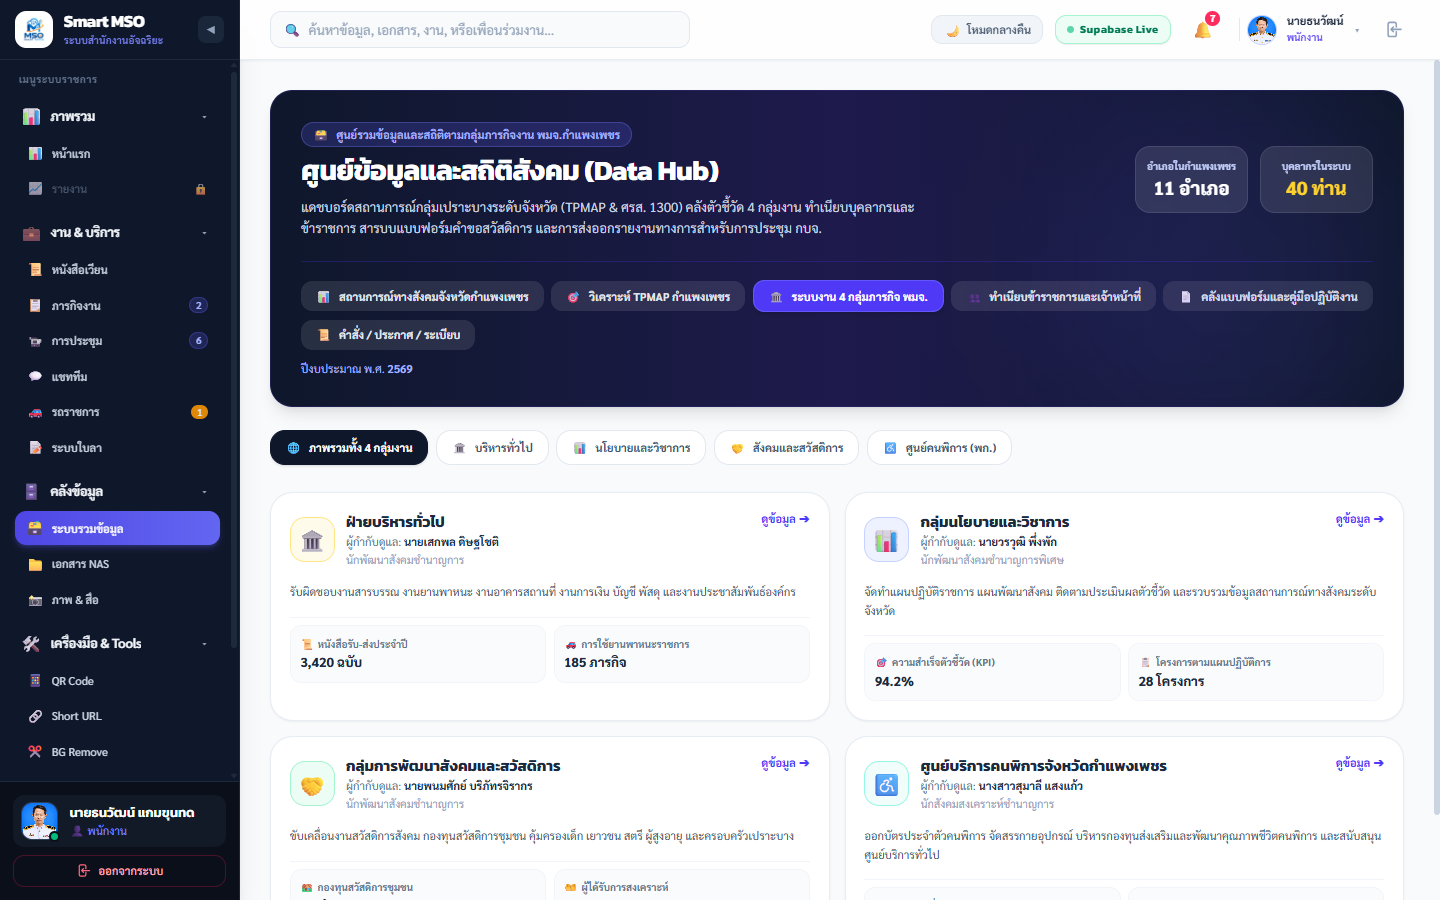 Smart MSO
ระบบสำนักงานอัจฉริยะ
เมนูระบบราชการ
ภาพรวม
หน้าแรก
รายงาน
งาน & บริการ
หนังสือเวียน
ภารกิจงาน 2
การประชุม 6
แชททีม
รถราชการ 1
ระบบใบลา
คลังข้อมูล
ระบบรวมข้อมูล
เอกสาร NAS
ภาพ & สื่อ
เครื่องมือ & Tools
QR Code
Short URL
BG Remove
นายธนวัฒน์ แกมขุนทด
พนักงาน
ออกจากระบบ
ค้นหาข้อมูล, เอกสาร, งาน, หรือเพื่อนร่วมงาน...
โหมดกลางคืน
Supabase Live
7
นายธนวัฒน์
พนักงาน
ศูนย์รวมข้อมูลและสถิติตามกลุ่มภารกิจงาน พมจ.กำแพงเพชร
ศูนย์ข้อมูลและสถิติสังคม (Data Hub)
แดชบอร์ดสถานการณ์กลุ่มเปราะบางระดับจังหวัด (TPMAP & ศรส. 1300) คลังตัวชี้วัด 4 กลุ่มงาน ทำเนียบบุคลากรและ
ข้าราชการ สารบบแบบฟอร์มคำขอสวัสดิการ และการส่งออกรายงานทางการสำหรับการประชุม กบจ.
อำเภอในกำแพงเพชร
11 อำเภอ
บุคลากรในระบบ
40 ท่าน
สถานการณ์ทางสังคมจังหวัดกำแพงเพชร
วิเคราะห์ TPMAP กำแพงเพชร
ระบบงาน 4 กลุ่มภารกิจ พมจ.
ทำเนียบข้าราชการและเจ้าหน้าที่
คลังแบบฟอร์มและคู่มือปฏิบัติงาน
คำสั่ง / ประกาศ / ระเบียบ
ปีงบประมาณ พ.ศ. 2569
ภาพรวมทั้ง 4 กลุ่มงาน
บริหารทั่วไป
นโยบายและวิชาการ
สังคมและสวัสดิการ
ศูนย์คนพิการ (พก.)
ฝ่ายบริหารทั่วไป
ดูข้อมูล ➔
ผู้กำกับดูแล: นายเสกพล ดิษฐโชติ
นักพัฒนาสังคมชำนาญการ
รับผิดชอบงานสารบรรณ งานยานพาหนะ งานอาคารสถานที่ งานการเงิน บัญชี พัสดุ และงานประชาสัมพันธ์องค์กร
หนังสือรับ-ส่งประจำปี
3,420 ฉบับ
การใช้ยานพาหนะราชการ
185 ภารกิจ
กลุ่มนโยบายและวิชาการ
ดูข้อมูล ➔
ผู้กำกับดูแล: นายวรวุฒิ พึ่งพัก
นักพัฒนาสังคมชำนาญการพิเศษ
จัดทำแผนปฏิบัติราชการ แผนพัฒนาสังคม ติดตามประเมินผลตัวชี้วัด และรวบรวมข้อมูลสถานการณ์ทางสังคมระดับ
จังหวัด
ความสำเร็จตัวชี้วัด (KPI)
94.2%
โครงการตามแผนปฏิบัติการ
28 โครงการ
กลุ่มการพัฒนาสังคมและสวัสดิการ
ดูข้อมูล ➔
ผู้กำกับดูแล: นายพนมศักย์ บริภัทรจิรากร
นักพัฒนาสังคมชำนาญการ
ขับเคลื่อนงานสวัสดิการสังคม กองทุนสวัสดิการชุมชน คุ้มครองเด็ก เยาวชน สตรี ผู้สูงอายุ และครอบครัวเปราะบาง
กองทุนสวัสดิการชุมชน
ผู้ได้รับการสงเคราะห์
ศูนย์บริการคนพิการจังหวัดกำแพงเพชร
ดูข้อมูล ➔
ผู้กำกับดูแล: นางสาวสุมาลี แสงแก้ว
นักสังคมสงเคราะห์ชำนาญการ
ออกบัตรประจำตัวคนพิการ จัดสรรกายอุปกรณ์ บริหารกองทุนส่งเสริมและพัฒนาคุณภาพชีวิตคนพิการ และสนับสนุน
ศูนย์บริการทั่วไป